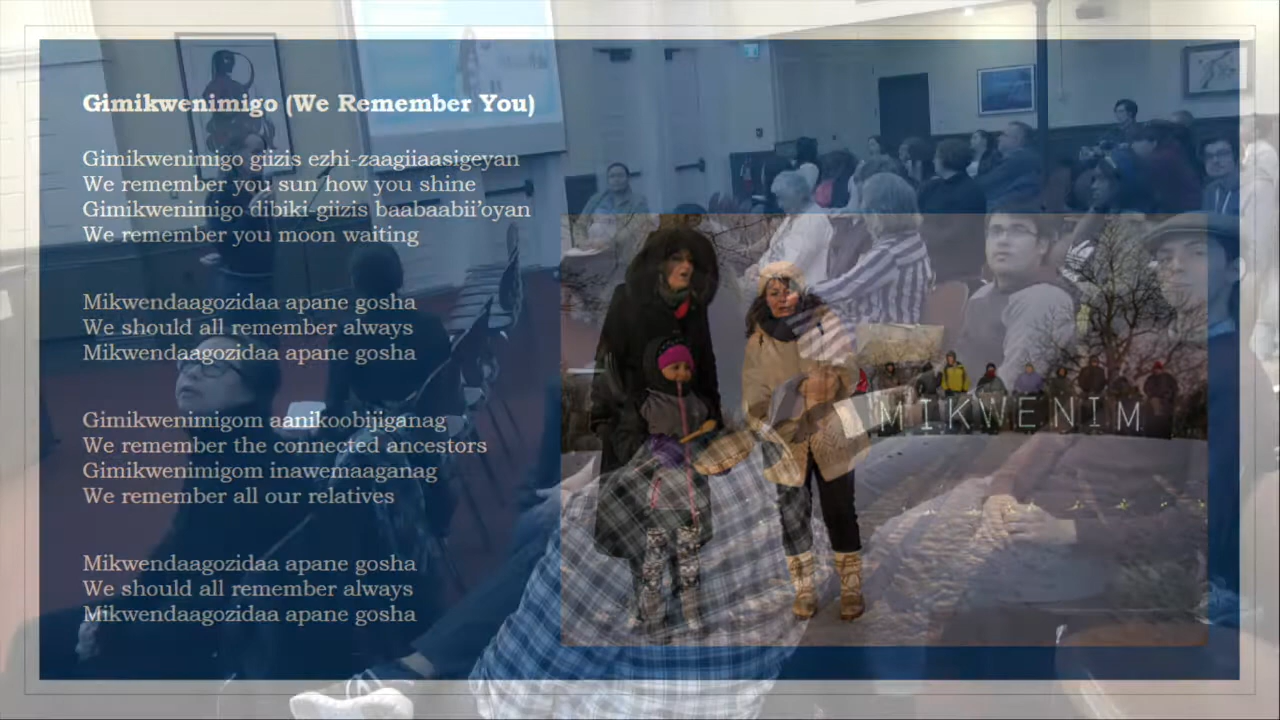 Gimikwenimigo (We Remember You)
Gimikwenimigo giizis ezhi-zaagiiaasigeyan
We remember you sun how you shine
Gimikwenimigo dibiki-giizis baabaabii'oyan
We remember you moon waiting
Mikwendaagozidaa apane gosha
We should all remember always
Mikwendaagozidaa apane gosha
Gimikwenimigom aanikoobijiganag
We remember the connected ancestors
Gimikwenimigom inawemaaganag
We remember all our relatives
Mikwendaagozidaa apane gosha
We should all remember always
Mikwendaagozidaa apane gosha
MIKWENIM